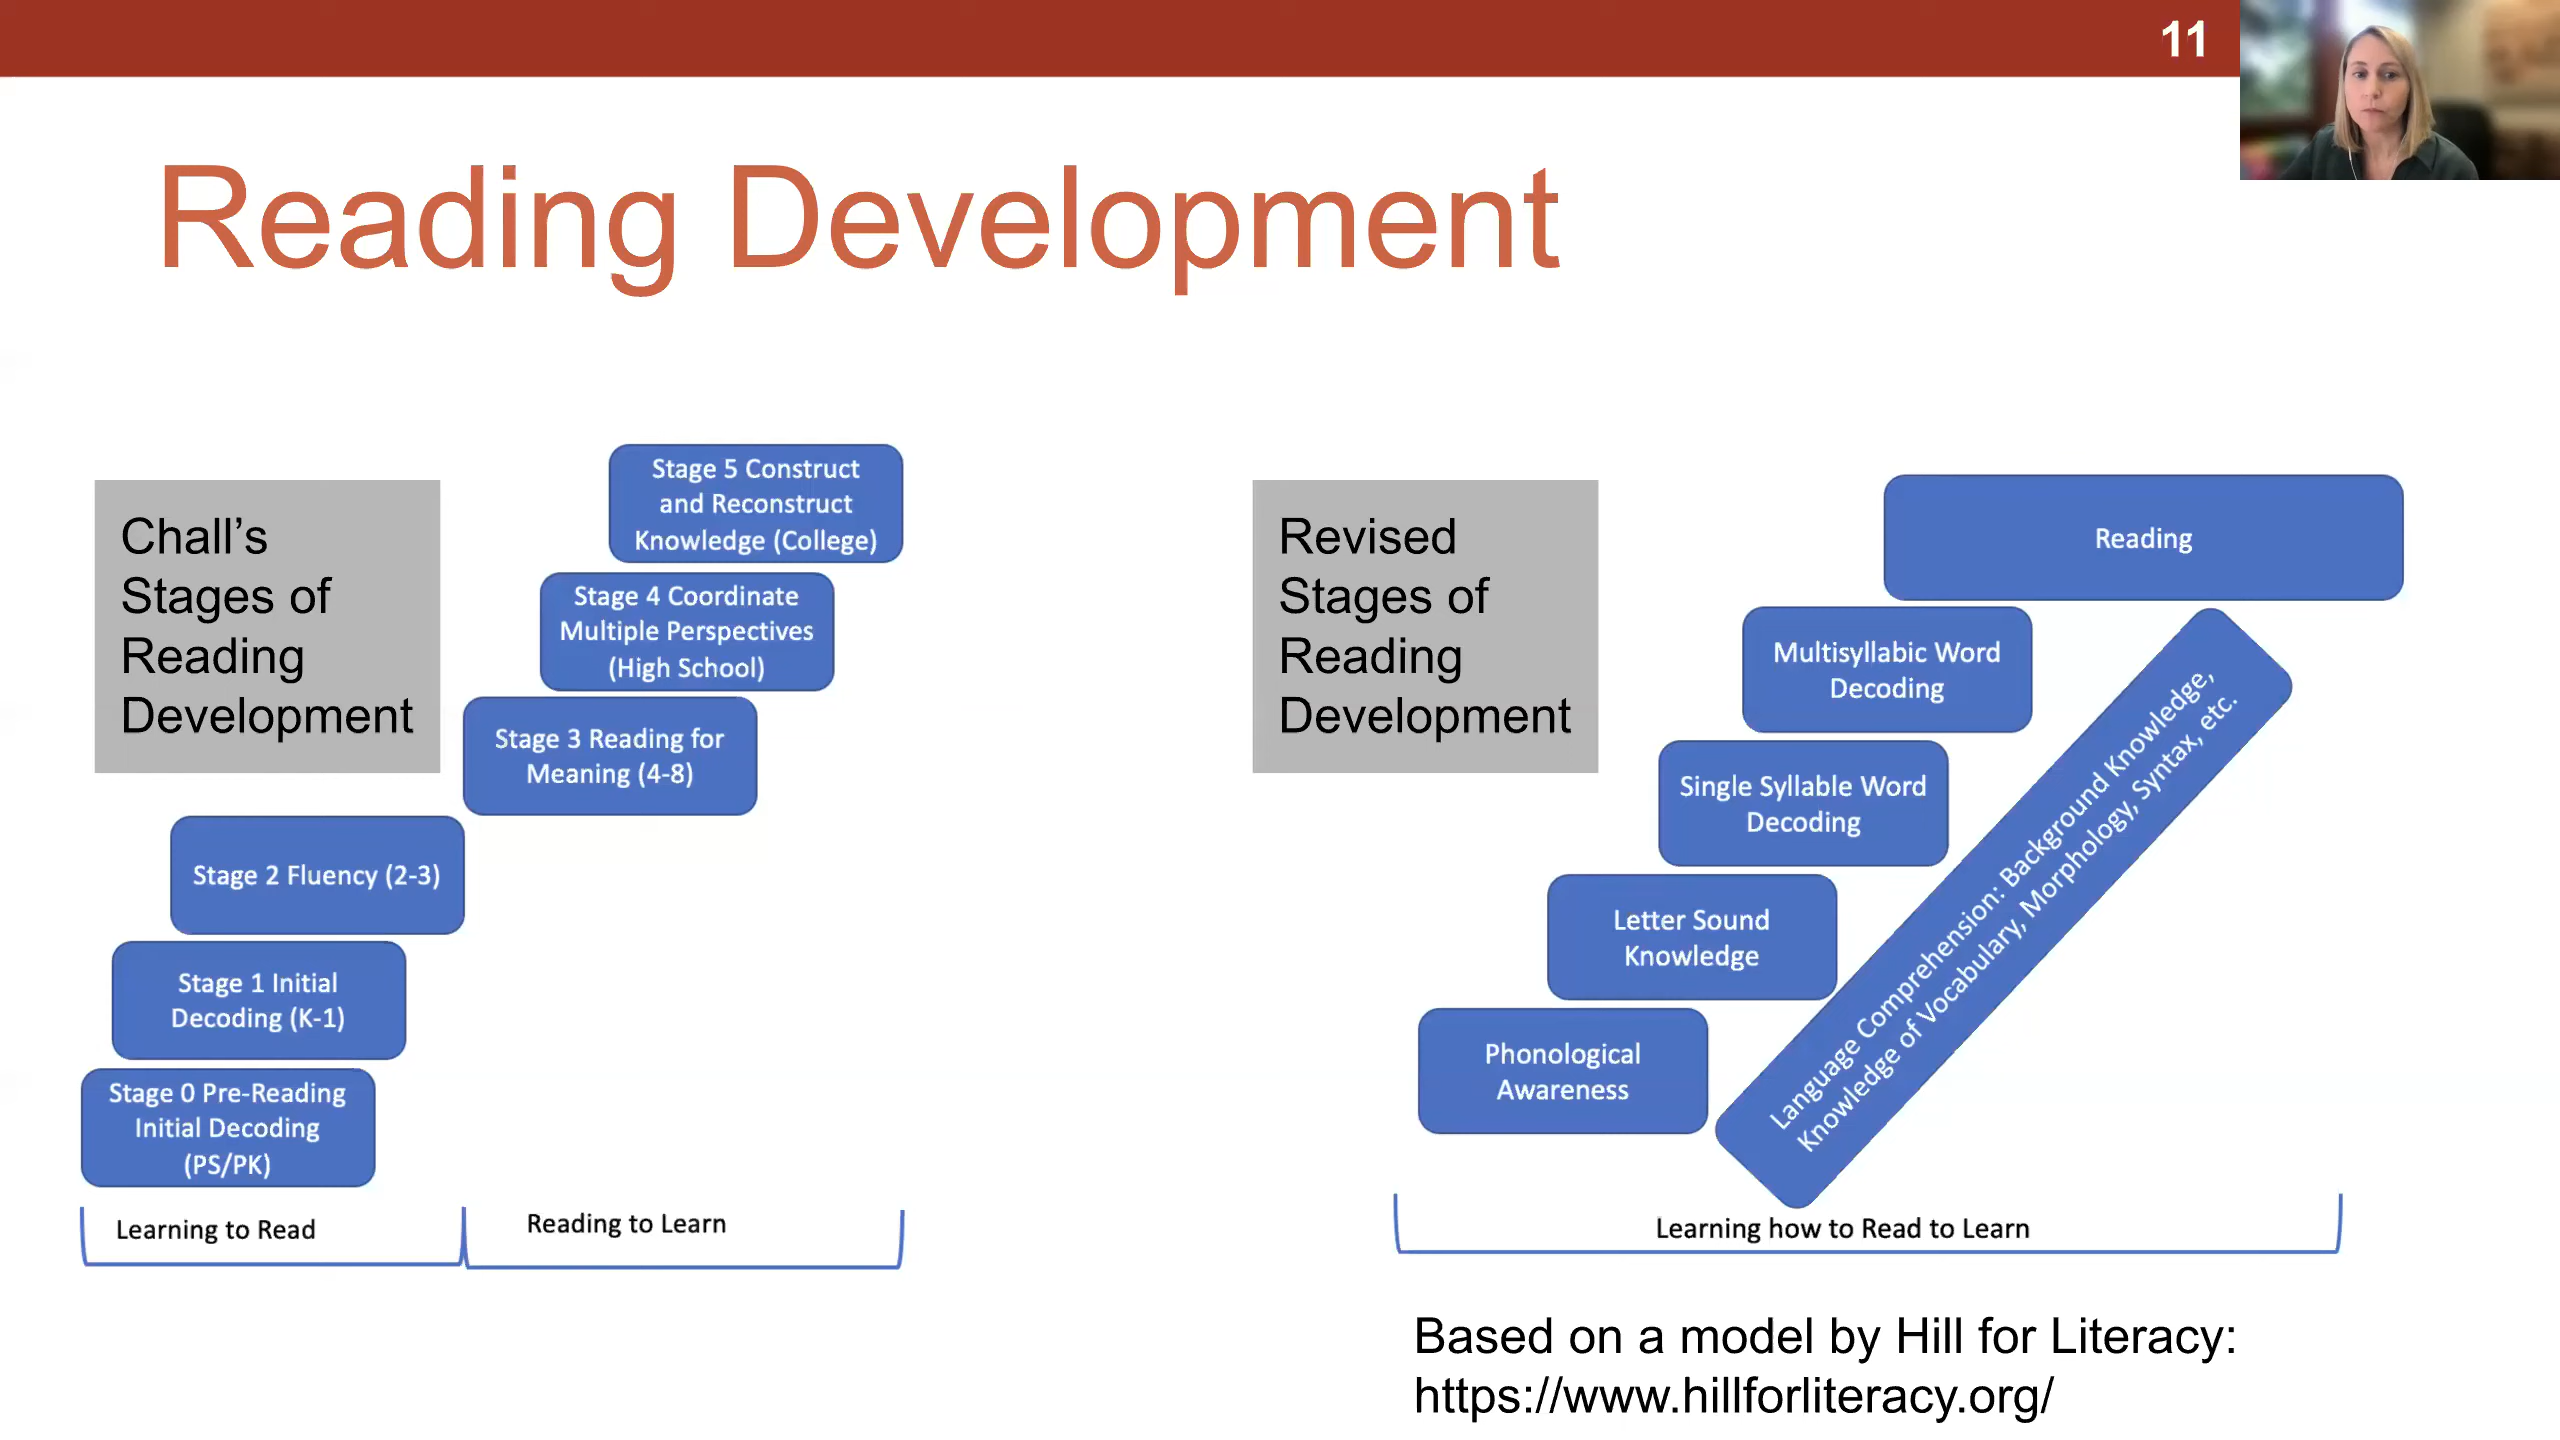 11
Reading Development
Chall’s
Stages of
Reading
Development
Stage 5 Construct
and Reconstruct
Knowledge (College)
Stage 4 Coordinate
Multiple Perspectives
(High School)
Stage 3 Reading for
Meaning (4-8)
Stage 2 Fluency (2-3)
Stage 1 Initial
Decoding (K-1)
Stage 0 Pre-Reading
Initial Decoding
(PS/PK)
Learning to Read
Reading to Learn
Revised
Stages of
Reading
Development
Reading
Multisyllabic Word
Decoding
Single Syllable Word
Decoding
Letter Sound
Knowledge
Phonological
Awareness
Language Comprehension: Background Knowledge,
Knowledge of Vocabulary, Morphology, Syntax, etc.
Learning how to Read to Learn
Based on a model by Hill for Literacy:
https://www.hillforliteracy.org/